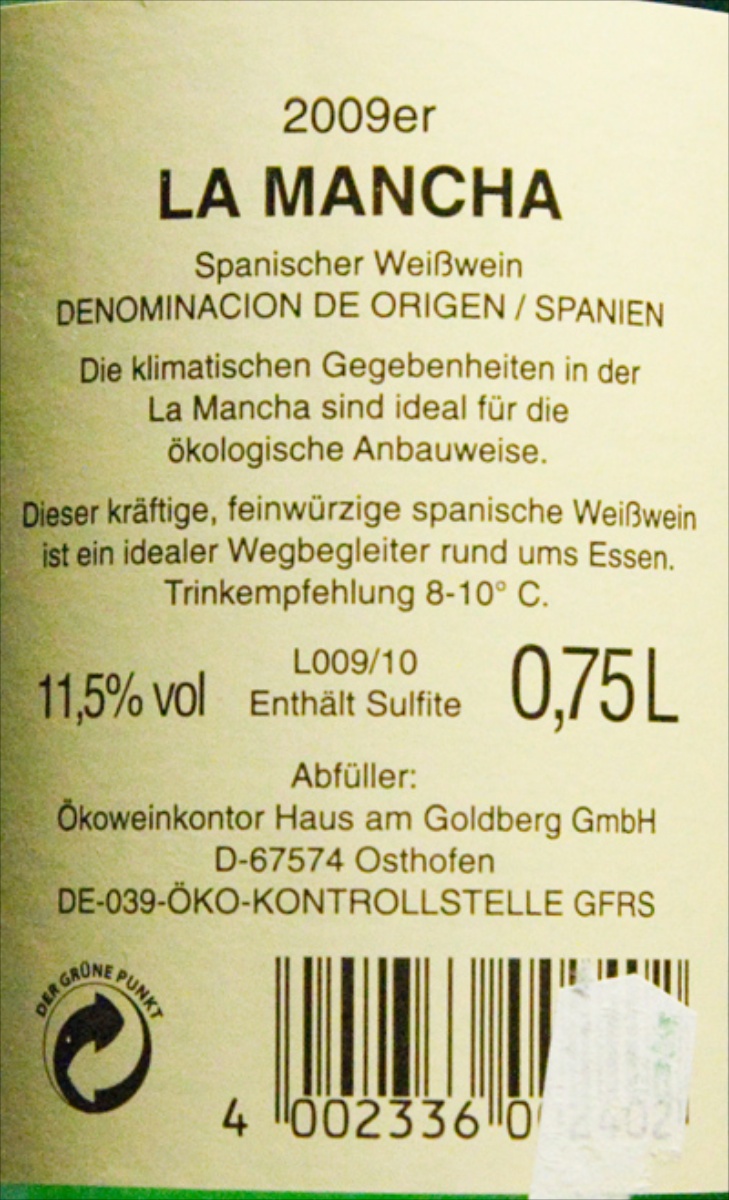 2009er
LA MANCHA
Spanischer Weißwein
DENOMINACION DE ORIGEN / SPANIEN
Die klimatischen Gegebenheiten in der
La Mancha sind ideal für die
ökologische Anbauweise.
Dieser kräftige, feinwürzige spanische Weißwein
ist ein idealer Wegbegleiter rund ums Essen.
Trinkempfehlung 8-10° C.
11,5% vol
L009/10
Enthält Sulfite
0,75 L
Abfüller:
Ökoweinkontor Haus am Goldberg GmbH
D-67574 Osthofen
DE-039-ÖKO-KONTROLLSTELLE GFRS
DER GRÜNE PUNKT
4 002336